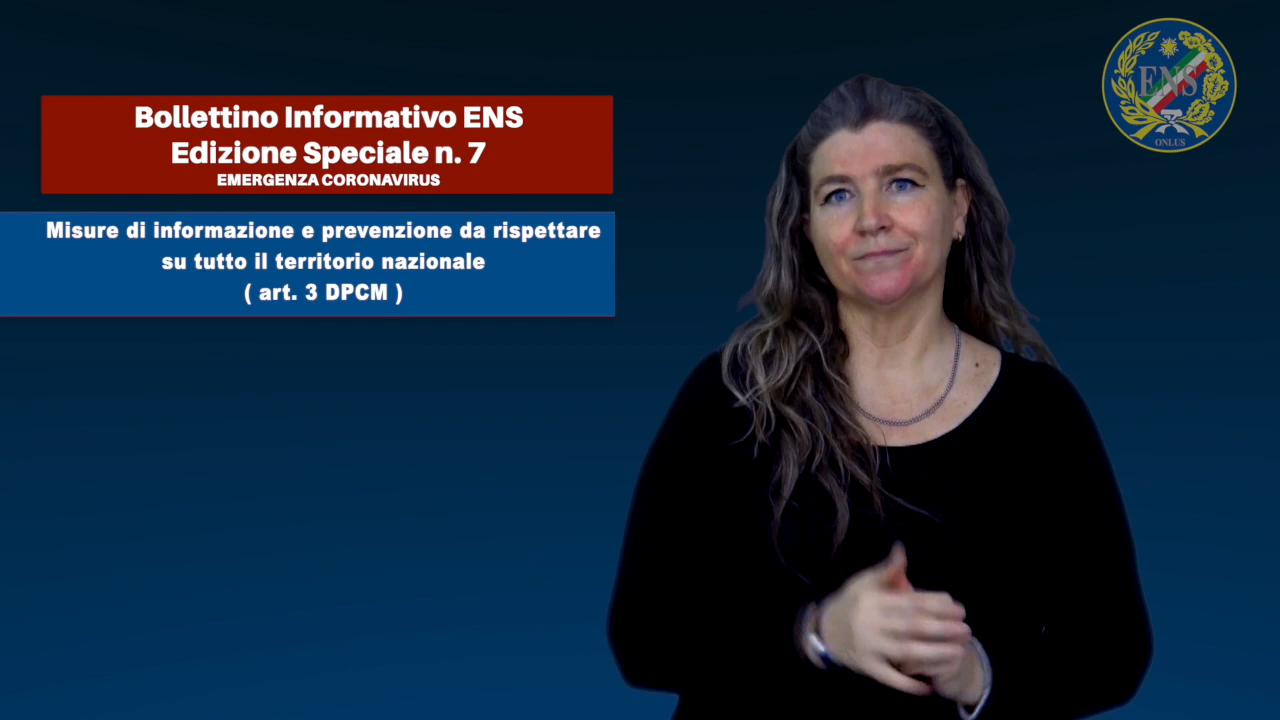 Bollettino Informativo ENS
Edizione Speciale n. 7
EMERGENZA CORONAVIRUS
Misure di informazione e prevenzione da rispettare
su tutto il territorio nazionale
( art. 3 DPCM )
ENS
ONLUS